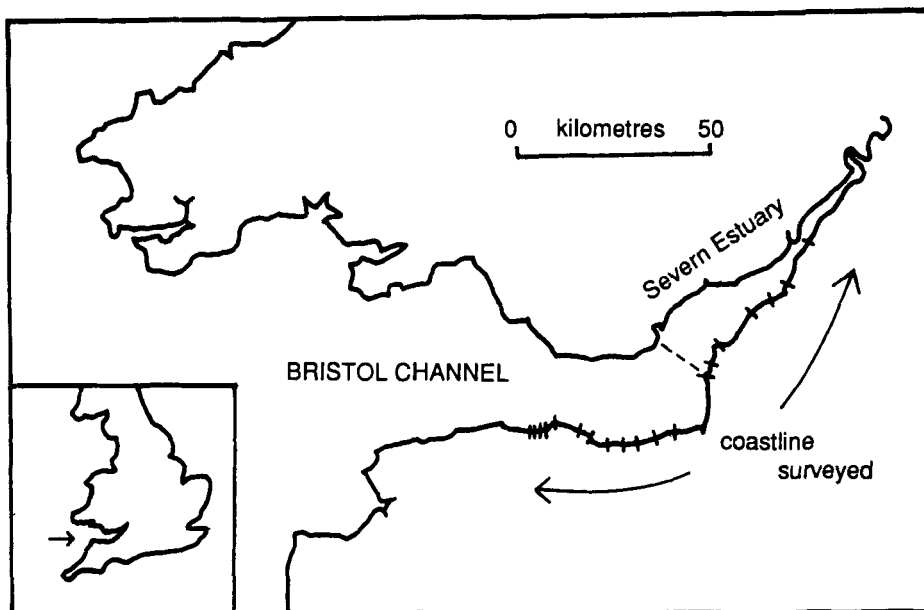 0 kilometres 50
Severn Estuary
BRISTOL CHANNEL
coastline
surveyed